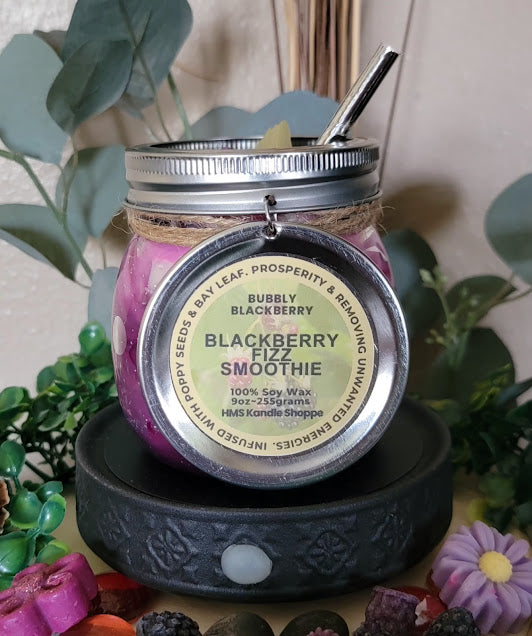 INFUSED WITH POPPY SEEDS & BAY LEAF. PROSPERITY & REMOVING UNWANTED ENERGIES.
BUBBLY
BLACKBERRY
BLACKBERRY
FIZZ
SMOOTHIE
100% Soy Wax
9oz~255grams
HMS Kandle Shoppe